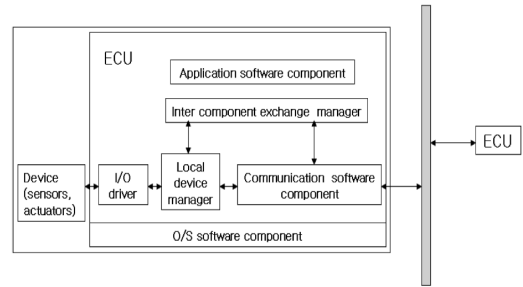 ECU
Application software component
Inter component exchange manager
Device
(sensors,
actuators)
I/O
driver
Local
device
manager
Communication software
component
O/S software component
ECU